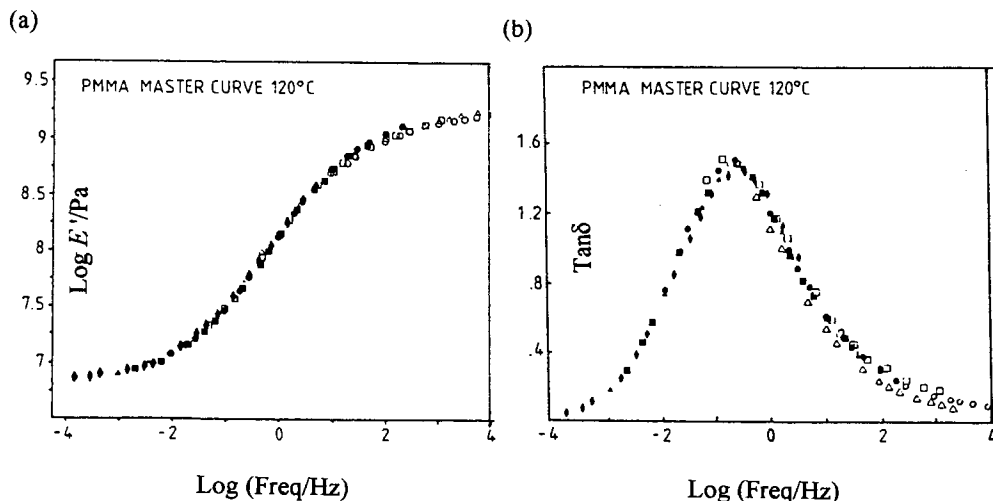 (a)
PMMA MASTER CURVE 120°C
Log E'/Pa
9.5
9
8.5
8
7.5
7
-4
-2
0
2
4
Log (Freq/Hz)
(b)
PMMA MASTER CURVE 120°C
Tanδ
1.6
1.2
.8
.4
-4
-2
0
2
4
Log (Freq/Hz)